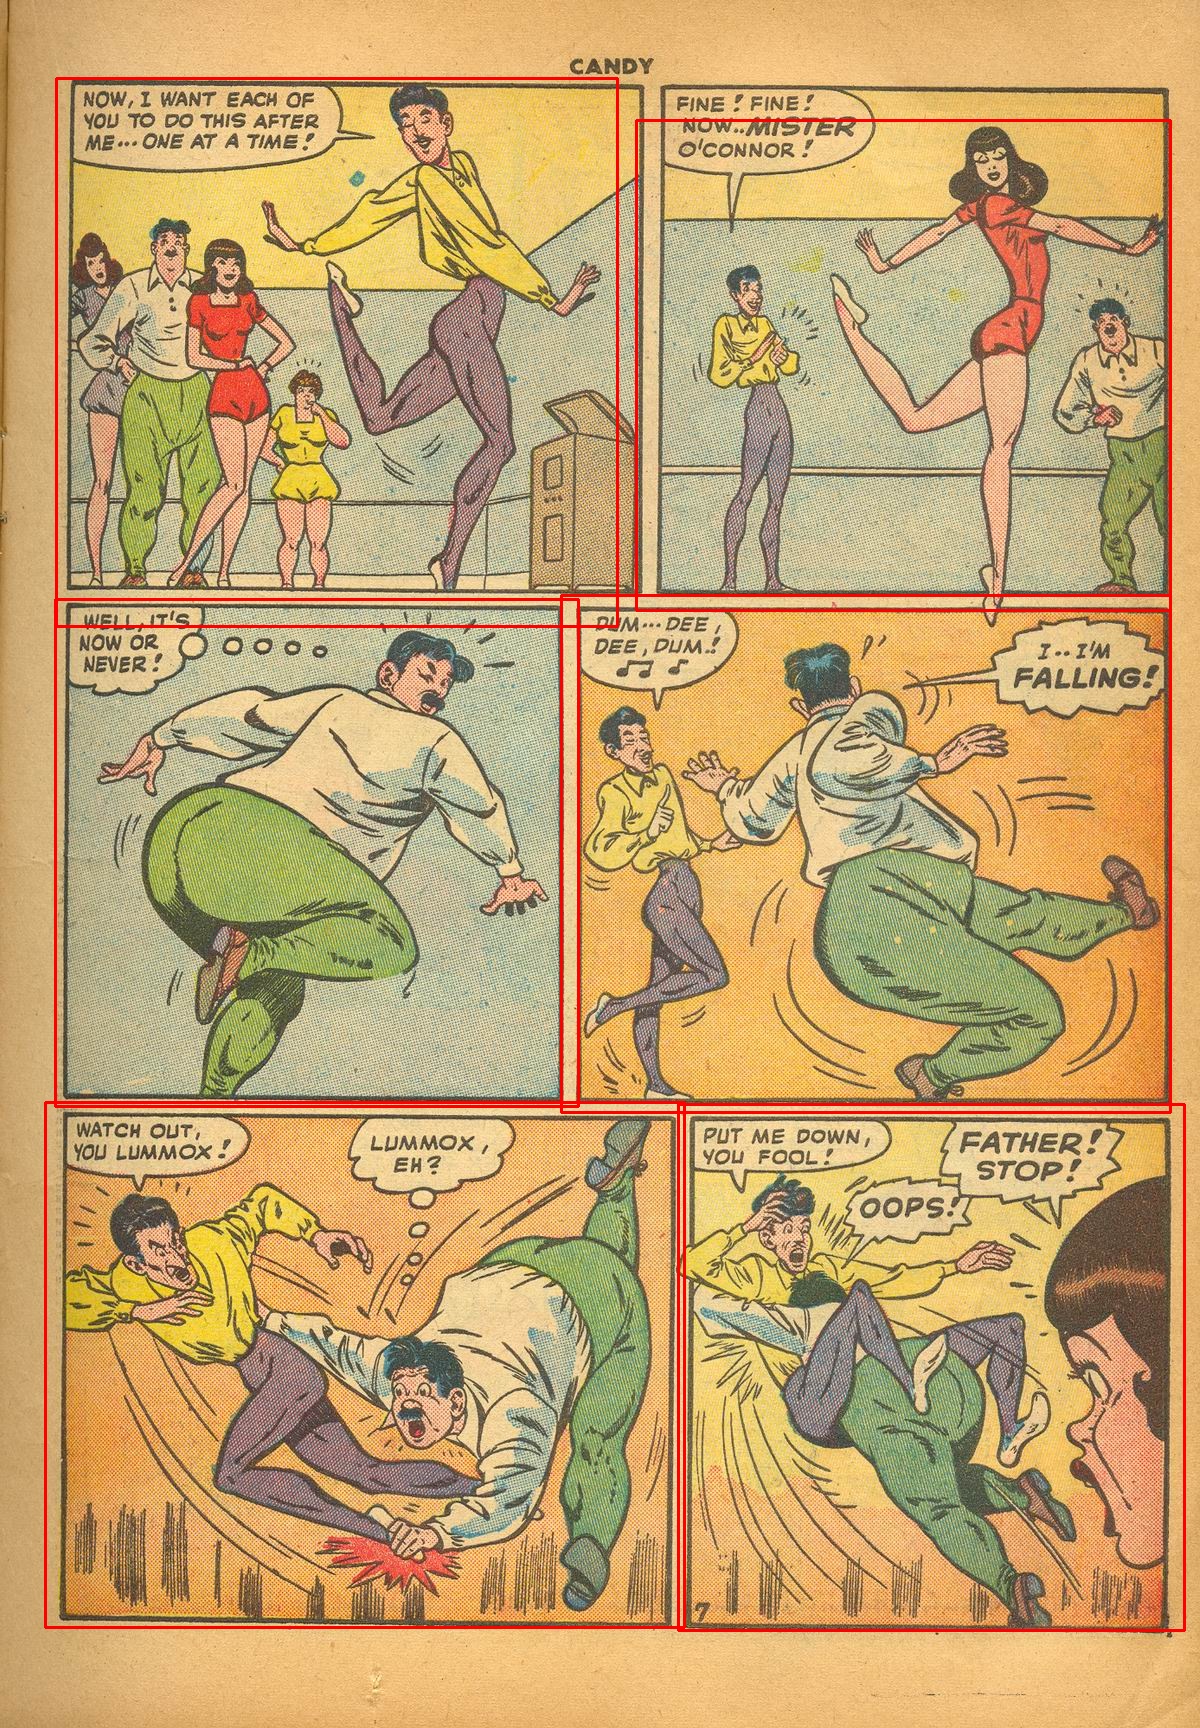 CANDY
NOW, I WANT EACH OF
YOU TO DO THIS AFTER
ME... ONE AT A TIME!
FINE! FINE!
NOW..MISTER
O'CONNOR!
WELL, IT'S
NOW OR
NEVER!
DUM... DEE,
DEE, DUM!
I..I'M
FALLING!
WATCH OUT,
YOU LUMMOX!
LUMMOX,
EH?
PUT ME DOWN,
YOU FOOL!
OOPS!
FATHER!
STOP!
7